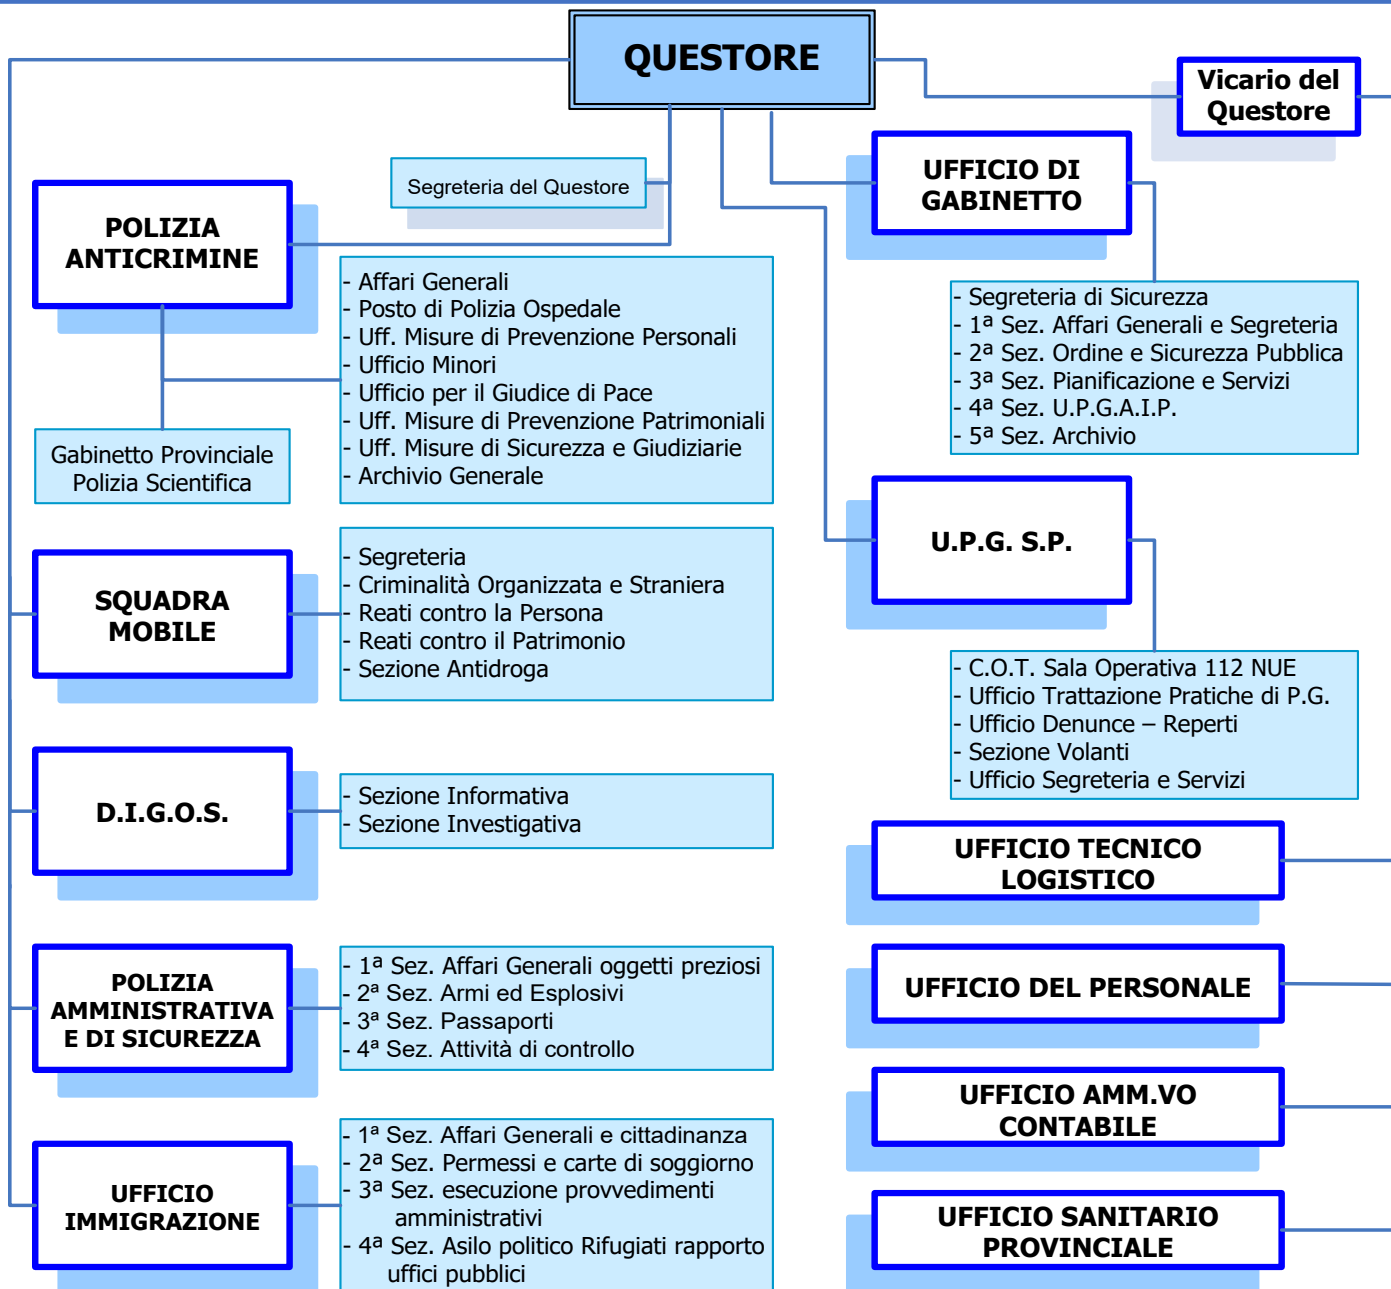 QUESTORE
Vicario del
Questore
Segreteria del Questore
UFFICIO DI
GABINETTO
- Segreteria di Sicurezza
- 1ª Sez. Affari Generali e Segreteria
- 2ª Sez. Ordine e Sicurezza Pubblica
- 3ª Sez. Pianificazione e Servizi
- 4ª Sez. U.P.G.A.I.P.
- 5ª Sez. Archivio
POLIZIA
ANTICRIMINE
- Affari Generali
- Posto di Polizia Ospedale
- Uff. Misure di Prevenzione Personali
- Ufficio Minori
- Ufficio per il Giudice di Pace
- Uff. Misure di Prevenzione Patrimoniali
- Uff. Misure di Sicurezza e Giudiziarie
- Archivio Generale
Gabinetto Provinciale
Polizia Scientifica
U.P.G. S.P.
- C.O.T. Sala Operativa 112 NUE
- Ufficio Trattazione Pratiche di P.G.
- Ufficio Denunce – Reperti
- Sezione Volanti
- Ufficio Segreteria e Servizi
SQUADRA
MOBILE
- Segreteria
- Criminalità Organizzata e Straniera
- Reati contro la Persona
- Reati contro il Patrimonio
- Sezione Antidroga
D.I.G.O.S.
- Sezione Informativa
- Sezione Investigativa
UFFICIO TECNICO
LOGISTICO
POLIZIA
AMMINISTRATIVA
E DI SICUREZZA
- 1ª Sez. Affari Generali oggetti preziosi
- 2ª Sez. Armi ed Esplosivi
- 3ª Sez. Passaporti
- 4ª Sez. Attività di controllo
UFFICIO DEL PERSONALE
UFFICIO AMM.VO
CONTABILE
UFFICIO
IMMIGRAZIONE
- 1ª Sez. Affari Generali e cittadinanza
- 2ª Sez. Permessi e carte di soggiorno
- 3ª Sez. esecuzione provvedimenti
amministrativi
- 4ª Sez. Asilo politico Rifugiati rapporto
uffici pubblici
UFFICIO SANITARIO
PROVINCIALE